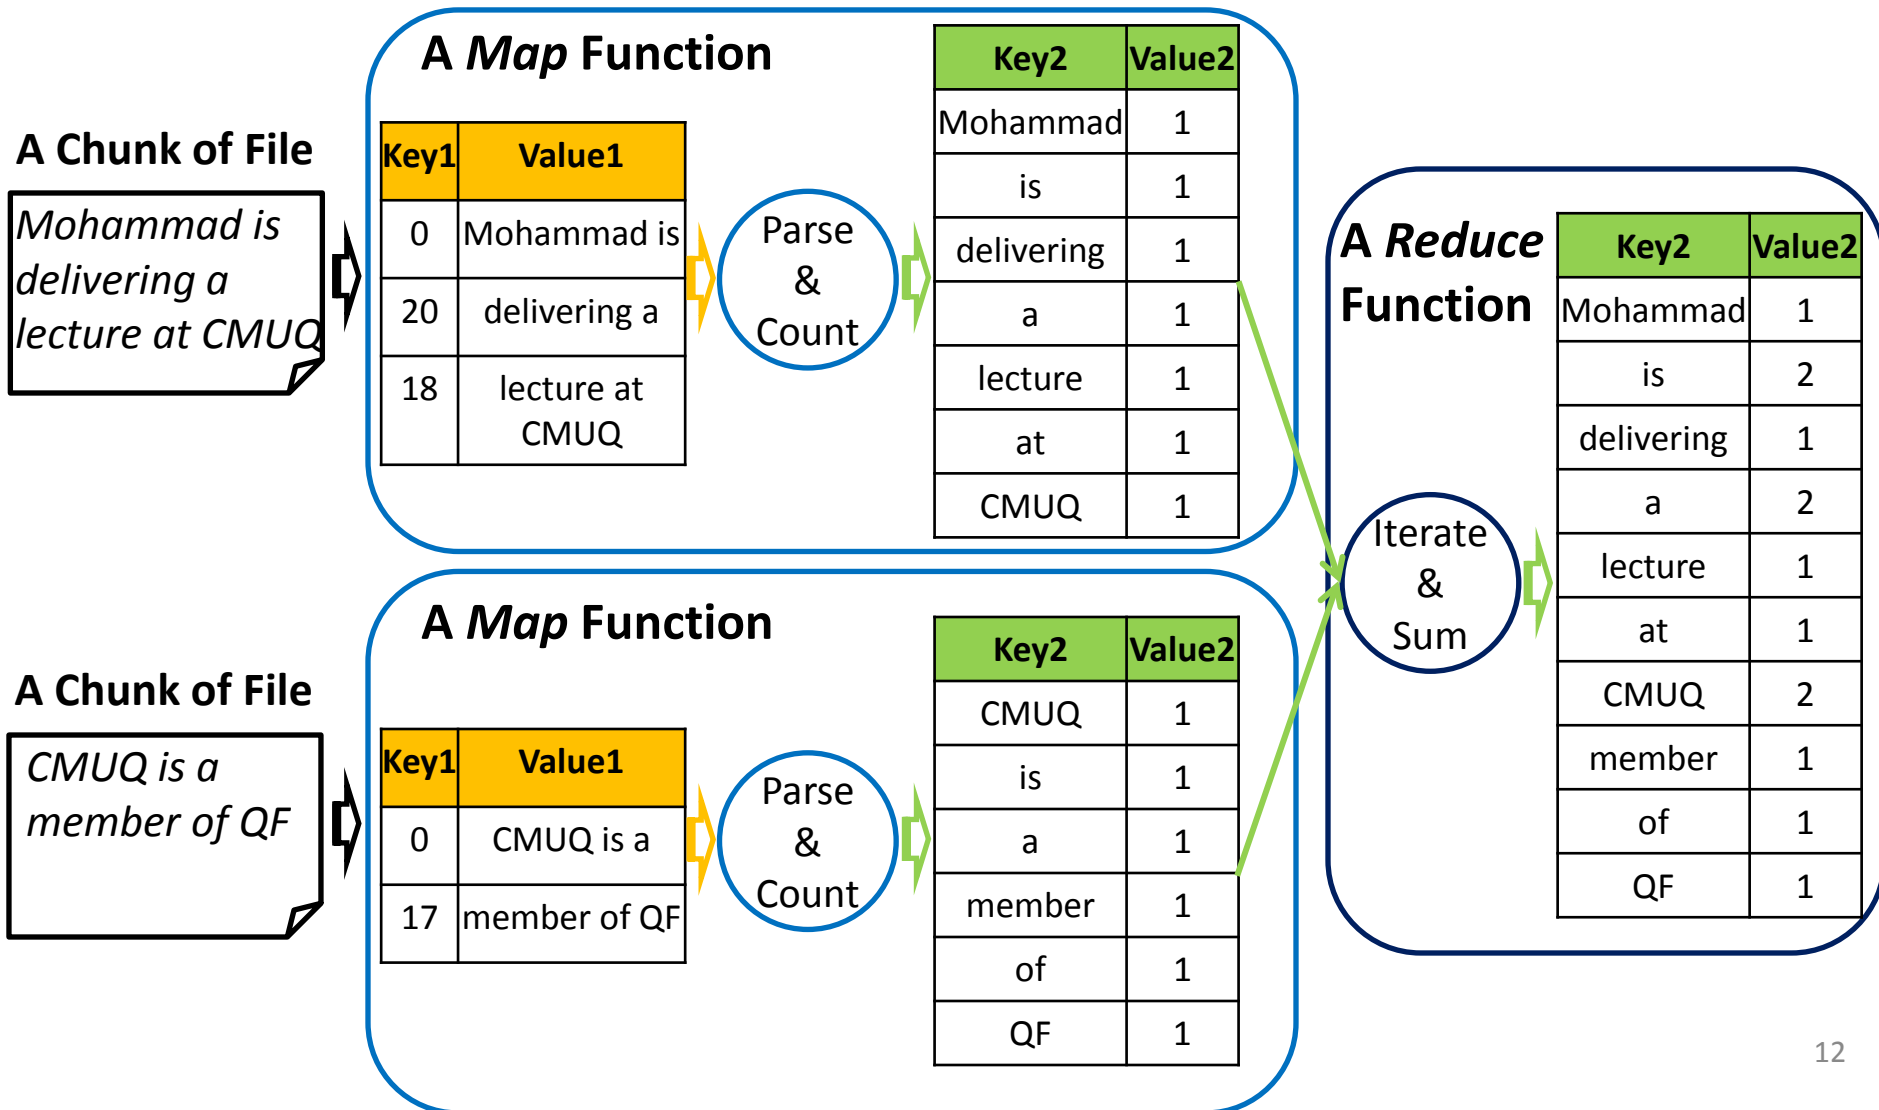 A Chunk of File
Mohammad is
delivering a
lecture at CMUQ
A Map Function
Key1 Value1
0 Mohammad is
20 delivering a
18 lecture at
CMUQ
Parse
&
Count
Key2 Value2
Mohammad 1
is 1
delivering 1
a 1
lecture 1
at 1
CMUQ 1
A Chunk of File
CMUQ is a
member of QF
A Map Function
Key1 Value1
0 CMUQ is a
17 member of QF
Parse
&
Count
Key2 Value2
CMUQ 1
is 1
a 1
member 1
of 1
QF 1
A Reduce
Function
Iterate
&
Sum
Key2 Value2
Mohammad 1
is 2
delivering 1
a 2
lecture 1
at 1
CMUQ 2
member 1
of 1
QF 1
12